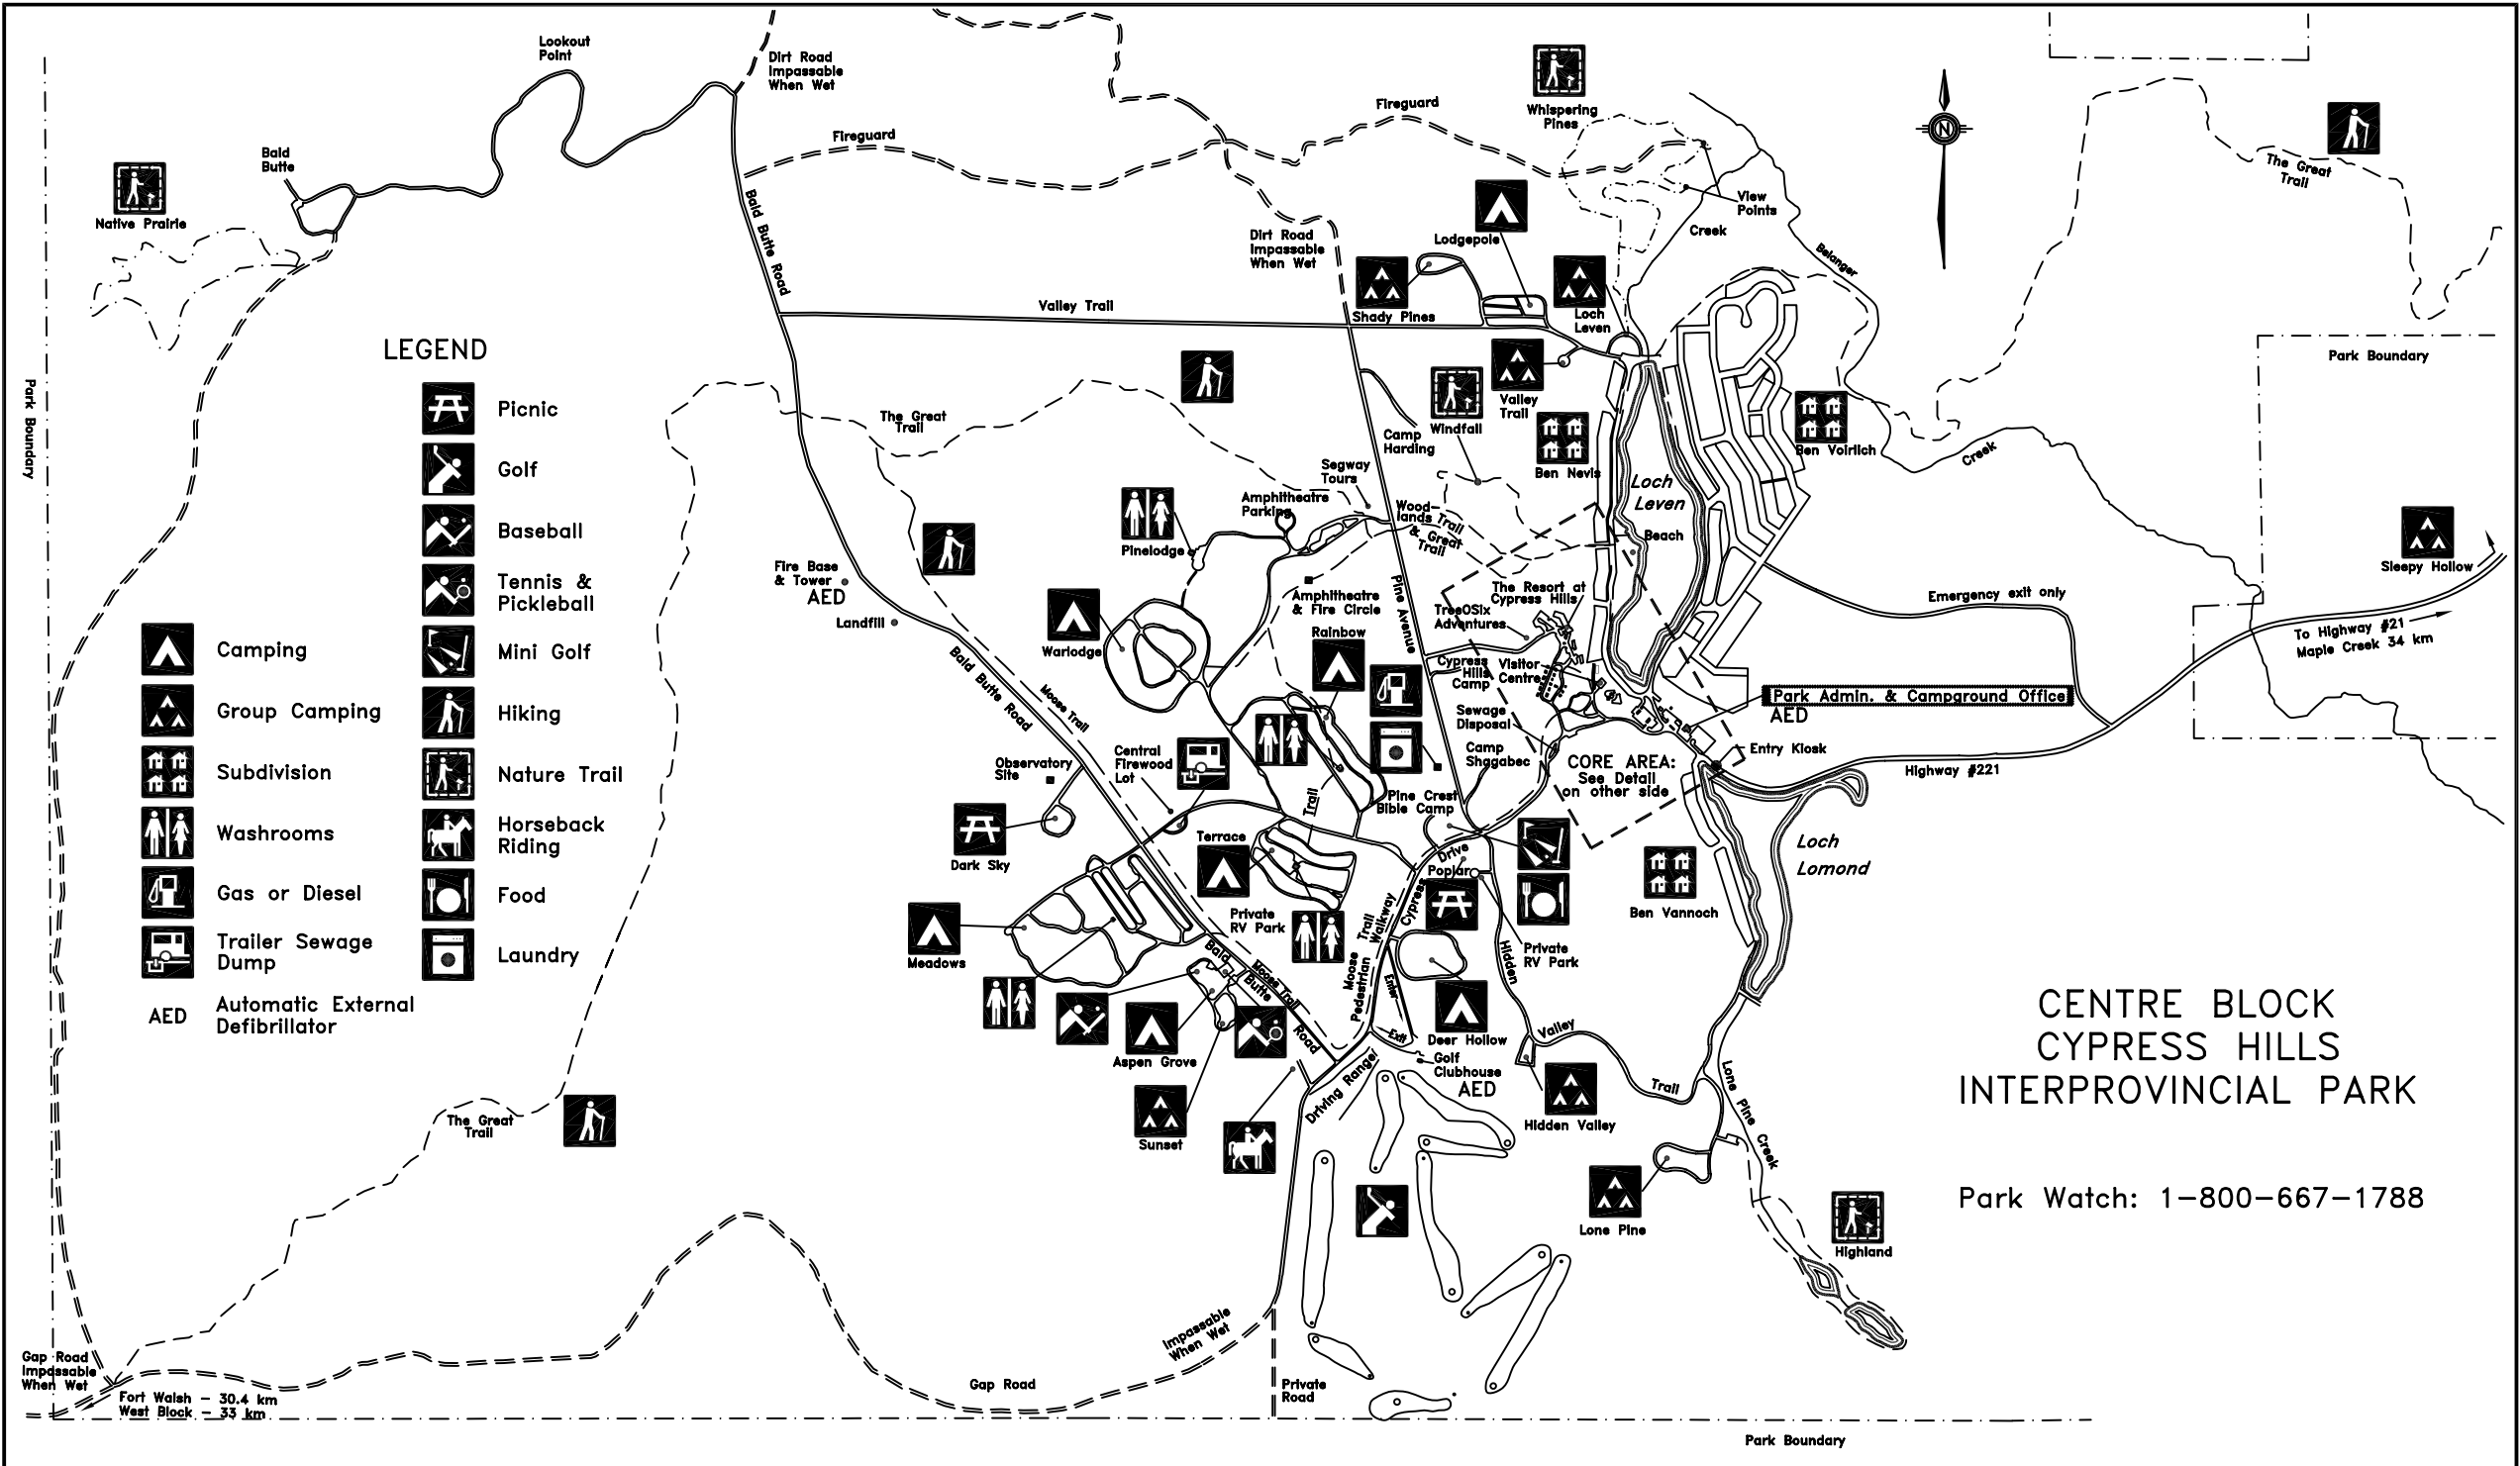 Lookout
Point
Dirt Road
Impassable
When Wet
Fireguard
Fireguard
Whispering
Pines
The Great
Trail
Bald
Butte
Native Prairie
Bald Butte Road
View
Points
Creek
Belanger
Dirt Road
Impassable
When Wet
Lodgepole
Shady Pines
Loch
Leven
Valley Trail
Park Boundary
Park Boundary
LEGEND
Picnic
Golf
Baseball
Tennis &
Pickleball
Mini Golf
Hiking
Nature Trail
Horseback
Riding
Food
Laundry
Camping
Group Camping
Subdivision
Washrooms
Gas or Diesel
Trailer Sewage
Dump
AED
Automatic External
Defibrillator
The Great
Trail
Camp
Harding
Windfall
Valley
Trail
Ben Nevis
Ben Voirlich
Creek
Loch
Leven
Beach
Segway
Tours
Amphitheatre
Parking
Wood-
lands Trail
& Great
Trail
Pinelodge
Fire Base
& Tower
AED
Landfill
Amphitheatre
& Fire Circle
Pine Avenue
The Resort at
Cypress Hills
TreeOSix
Adventures
Sleepy Hollow
Emergency exit only
To Highway #21
Maple Creek 34 km
Warlodge
Rainbow
Bald Butte Road
Moose Trail
Cypress
Hills
Camp
Visitor
Centre
Sewage
Disposal
Park Admin. & Campground Office
AED
Entry Kiosk
Highway #221
Camp
Shagabec
CORE AREA:
See Detail
on other side
Observatory
Site
Central
Firewood
Lot
Dark Sky
Trail
Pine Crest
Bible Camp
Terrace
Drive
Poplar
Cypress
Loch
Lomond
Ben Vannoch
Private
RV Park
Private
RV Park
Meadows
Moose Trail
Pedestrian Walkway
Hidden
Bald
Butte
Road
Moose Trail
Enter
Exit
Deer Hollow
Aspen Grove
Golf
Clubhouse
AED
Valley
Trail
Hidden Valley
Driving Range
Sunset
Lone Pine Creek
Lone Pine
Highland
CENTRE BLOCK
CYPRESS HILLS
INTERPROVINCIAL PARK
Park Watch: 1-800-667-1788
The Great
Trail
Gap Road
Impassable
When Wet
Fort Walsh - 30.4 km
West Block - 33 km
Gap Road
Impassable
When Wet
Private
Road
Park Boundary
N